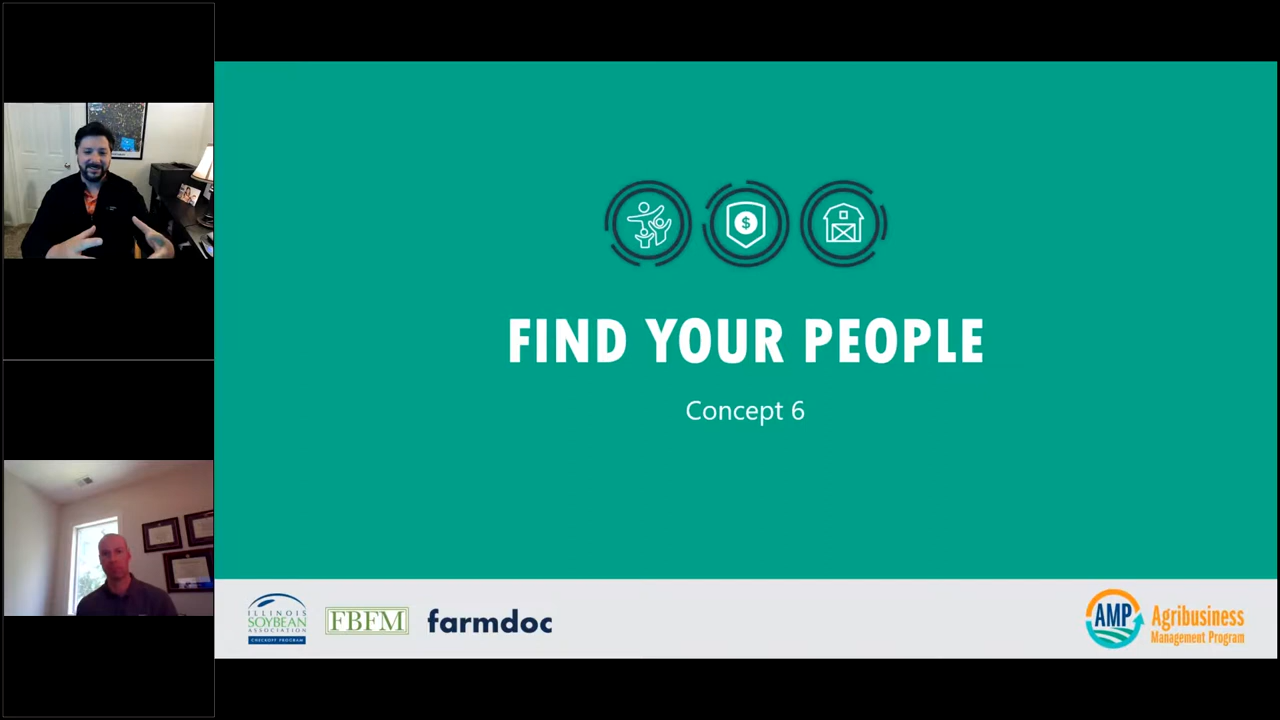 $
FIND YOUR PEOPLE
Concept 6
ILLINOIS
SOYBEAN
ASSOCIATION
CHECKOFF PROGRAM
FBFM
farmdoc
AMP
Agribusiness
Management Program